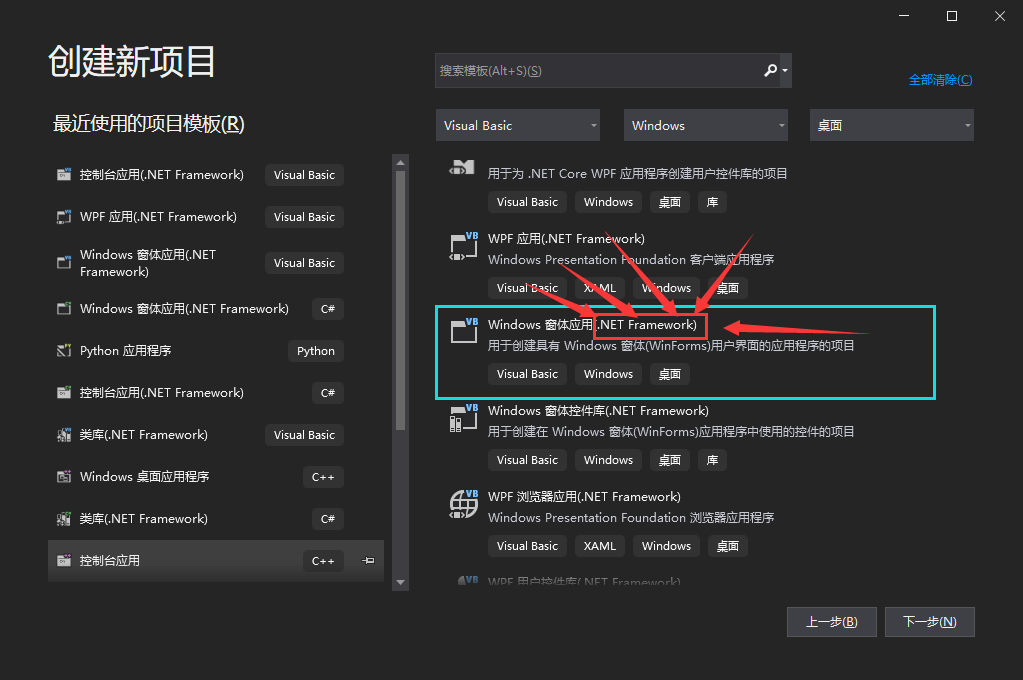 创建新项目
搜索模板(Alt+S)(S)
全部清除(C)
最近使用的项目模板(R)
Visual Basic
Windows
桌面
控制台应用(.NET Framework)
Visual Basic
WPF 应用(.NET Framework)
Visual Basic
Windows 窗体应用(.NET
Framework)
Visual Basic
Windows 窗体应用(.NET Framework)
C#
Python 应用程序
Python
控制台应用(.NET Framework)
C#
类库(.NET Framework)
Visual Basic
Windows 桌面应用程序
C++
类库(.NET Framework)
C#
控制台应用
C++
用于为 .NET Core WPF 应用程序创建用户控件库的项目
Visual Basic Windows 桌面 库
VB
WPF 应用(.NET Framework)
Windows Presentation Foundation 客户端应用程序
Visual Basic XAML Windows 桌面
VB
Windows 窗体应用(.NET Framework)
用于创建具有 Windows 窗体(WinForms)用户界面的应用程序的项目
Visual Basic Windows 桌面
VB
Windows 窗体控件库(.NET Framework)
用于创建在 Windows 窗体(WinForms)应用程序中使用的控件的项目
Visual Basic Windows 桌面 库
VB
WPF 浏览器应用(.NET Framework)
Windows Presentation Foundation 浏览器应用程序
Visual Basic XAML Windows 桌面
VB
WPF 用户控件库(.NET Framework)
上一步(B)
下一步(N)